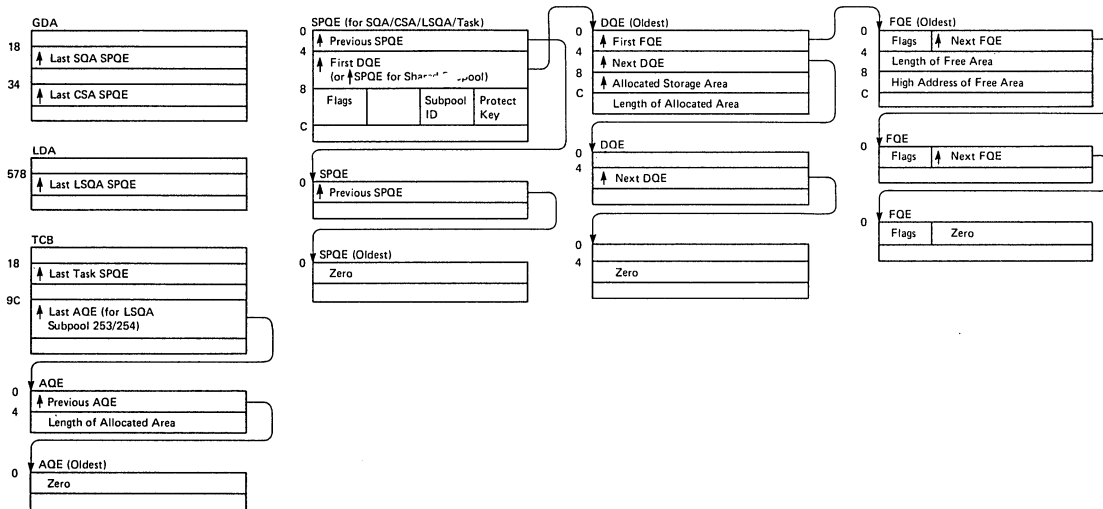 GDA
18
↑ Last SQA SPQE
34
↑ Last CSA SPQE
LDA
578
↑ Last LSQA SPQE
TCB
18
↑ Last Task SPQE
9C
↑ Last AQE (for LSQA
Subpool 253/254)
AQE
0
↑ Previous AQE
4
Length of Allocated Area
AQE (Oldest)
0
Zero
SPQE (for SQA/CSA/LSQA/Task)
0
↑ Previous SPQE
4
↑ First DQE
(or ↑ SPQE for
8
Flags
Subpool
ID
Protect
Key
C
SPQE
0
↑ Previous SPQE
SPQE (Oldest)
0
Zero
DQE (Oldest)
0
↑ First FQE
4
↑ Next DQE
8
↑ Allocated Storage Area
C
Length of Allocated Area
DQE
0
4
↑ Next DQE
0
4
Zero
FQE (Oldest)
0
Flags
↑ Next FQE
4
Length of Free Area
8
High Address of Free Area
C
FQE
0
Flags
↑ Next FQE
FQE
0
Flags
Zero